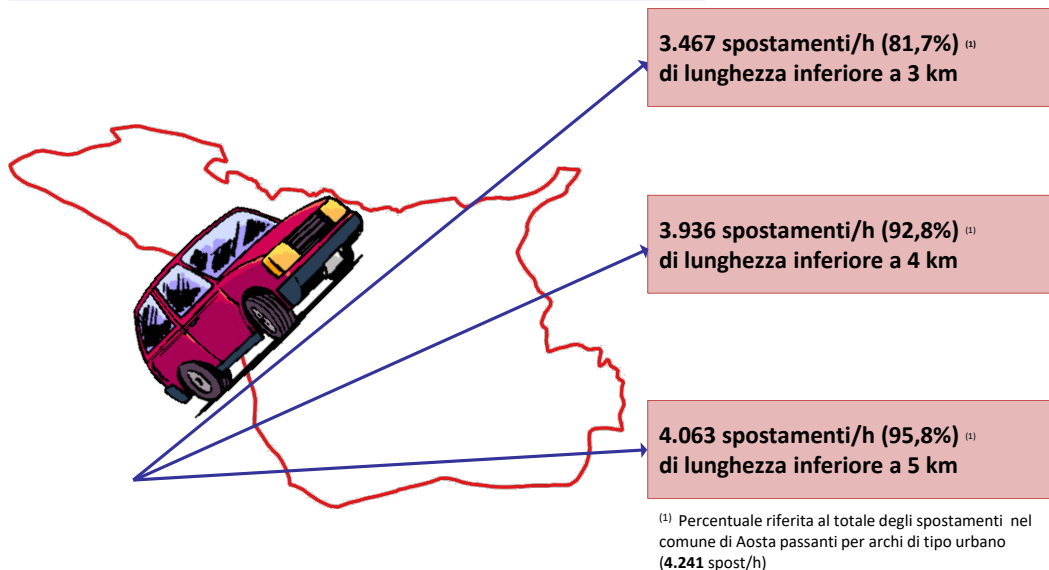 3.467 spostamenti/h (81,7%) (1)
di lunghezza inferiore a 3 km
3.936 spostamenti/h (92,8%) (1)
di lunghezza inferiore a 4 km
4.063 spostamenti/h (95,8%) (1)
di lunghezza inferiore a 5 km
(1) Percentuale riferita al totale degli spostamenti nel
comune di Aosta passanti per archi di tipo urbano
(4.241 spost/h)